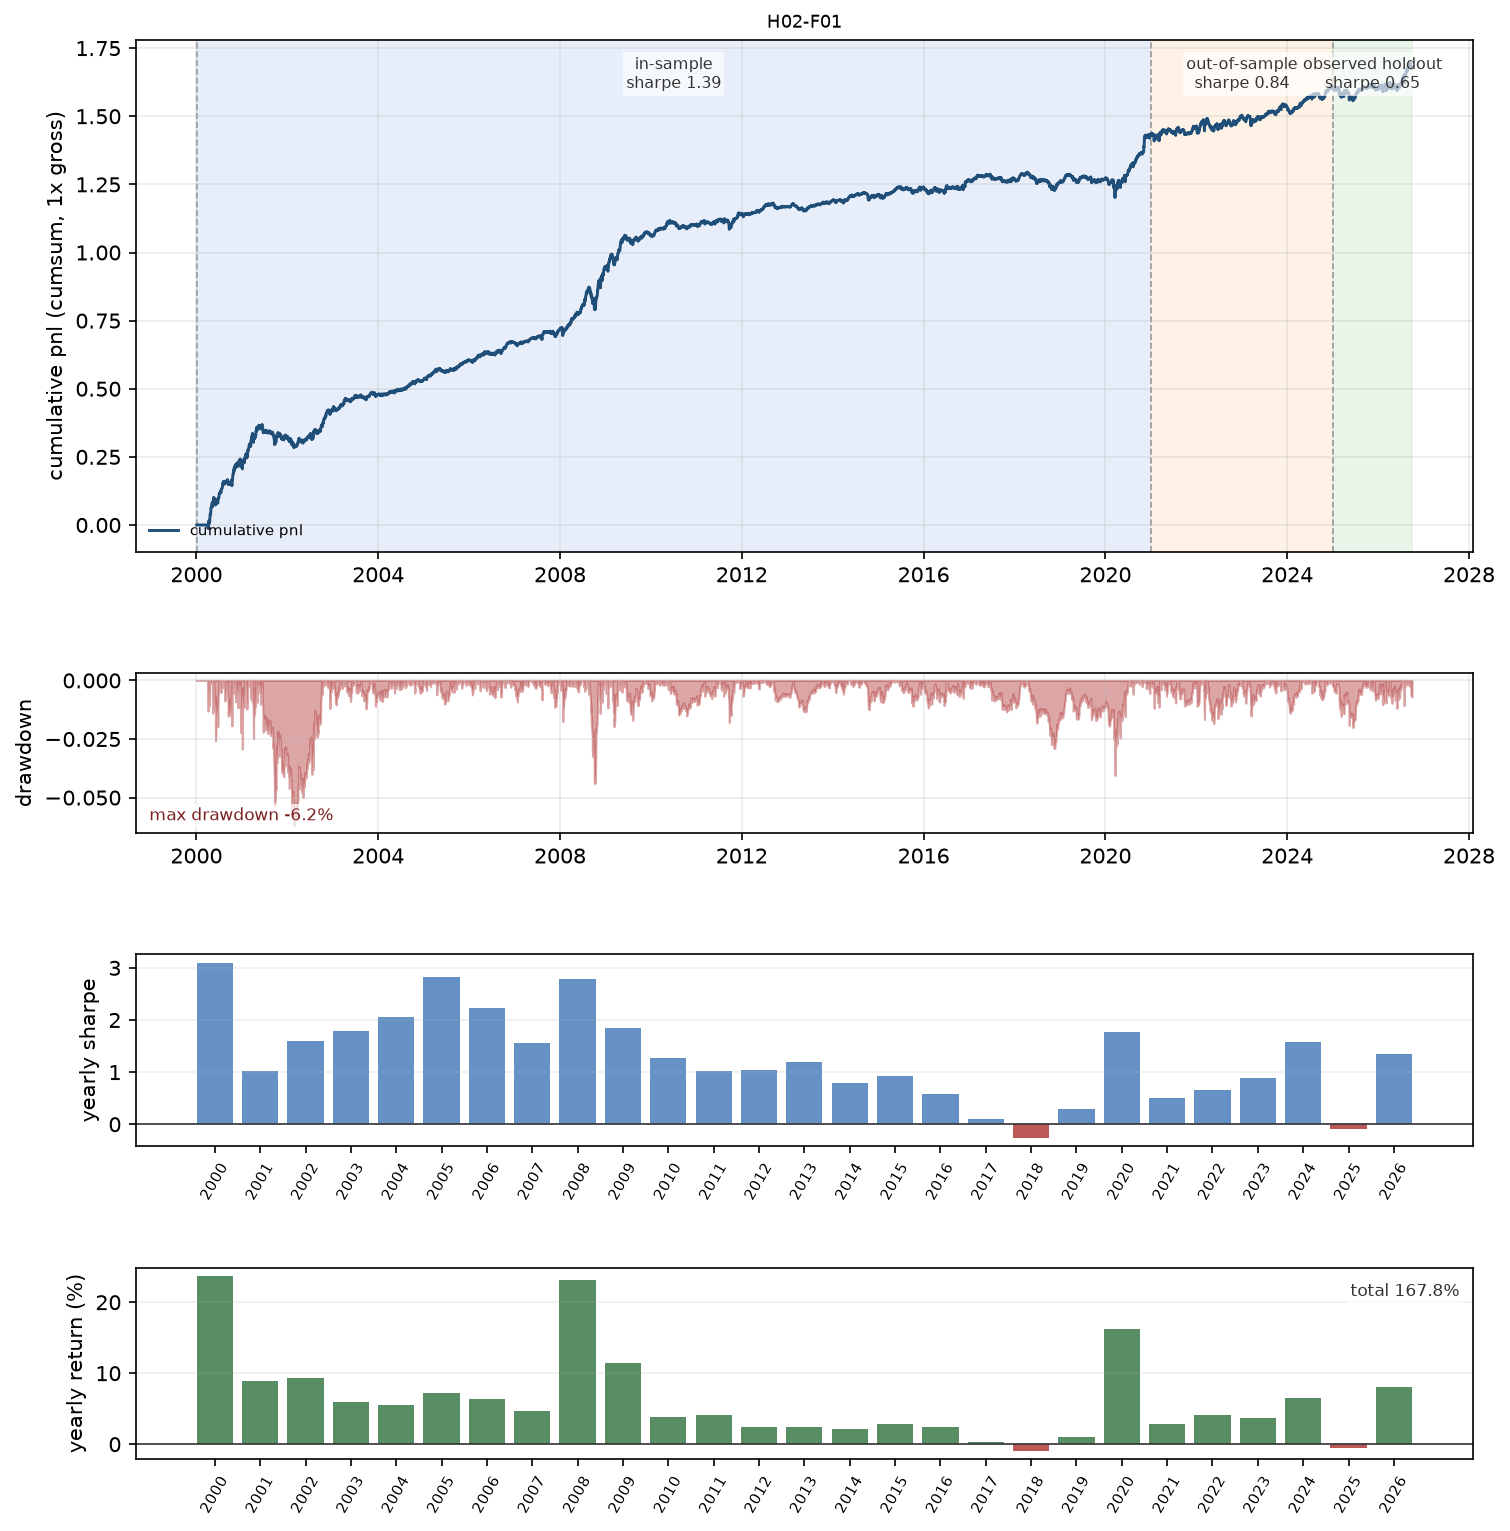 H02-F01
cumulative pnl (cumsum, 1x gross)
1.75
1.50
1.25
1.00
0.75
0.50
0.25
0.00
in-sample
sharpe 1.39
out-of-sample
sharpe 0.84
observed holdout
sharpe 0.65
cumulative pnl
2000 2004 2008 2012 2016 2020 2024 2028
drawdown
0.000
−0.025
−0.050
max drawdown -6.2%
2000 2004 2008 2012 2016 2020 2024 2028
yearly sharpe
3
2
1
0
2000 2001 2002 2003 2004 2005 2006 2007 2008 2009 2010 2011 2012 2013 2014 2015 2016 2017 2018 2019 2020 2021 2022 2023 2024 2025 2026
yearly return (%)
20
10
0
total 167.8%
2000 2001 2002 2003 2004 2005 2006 2007 2008 2009 2010 2011 2012 2013 2014 2015 2016 2017 2018 2019 2020 2021 2022 2023 2024 2025 2026